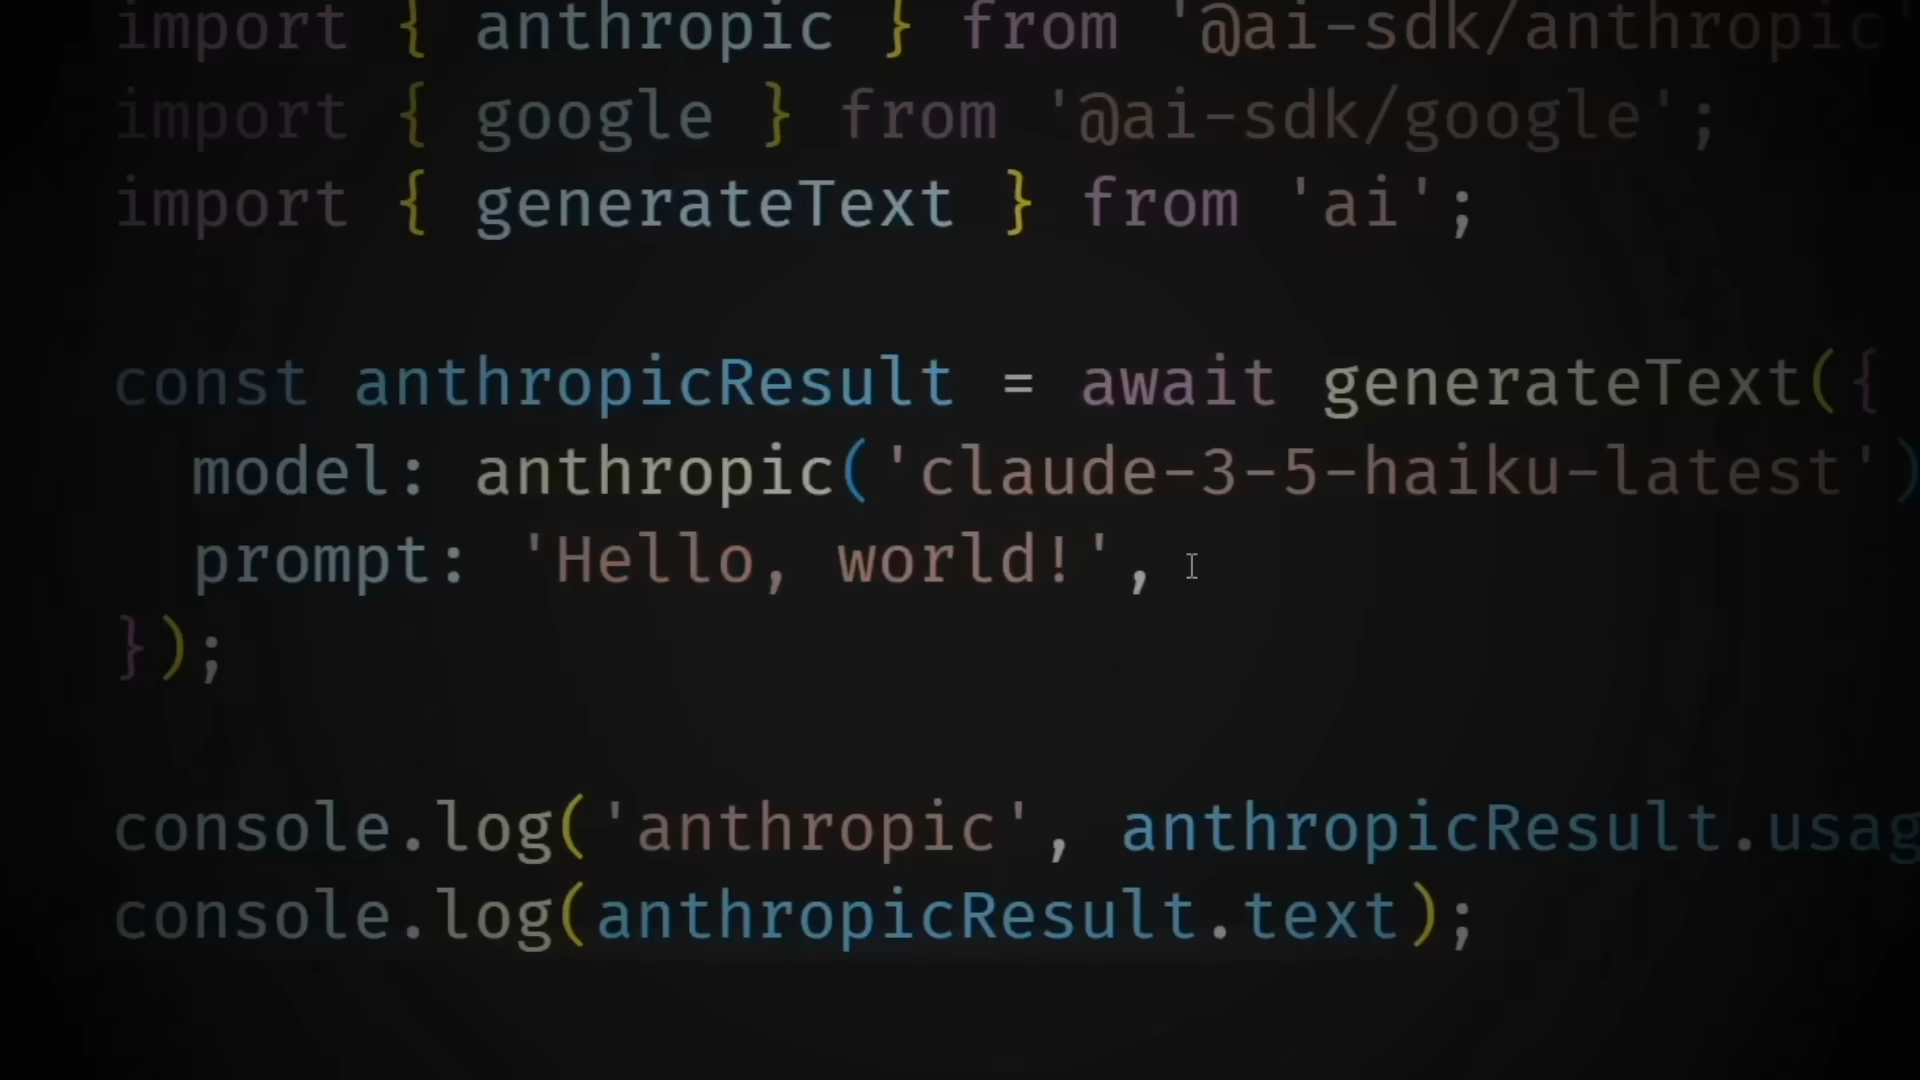 import { anthropic } from '@ai-sdk/anthropic'
import { google } from '@ai-sdk/google';
import { generateText } from 'ai';
const anthropicResult = await generateText({
model: anthropic('claude-3-5-haiku-latest')
prompt: 'Hello, world!',
});
console.log('anthropic', anthropicResult.usag
console.log(anthropicResult.text);